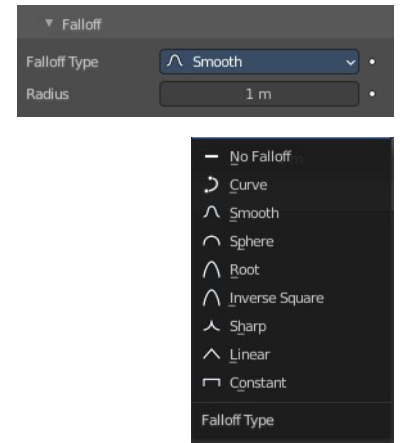 Falloff
Falloff Type Smooth
Radius 1 m
No Falloff
Curve
Smooth
Sphere
Root
Inverse Square
Sharp
Linear
Constant
Falloff Type